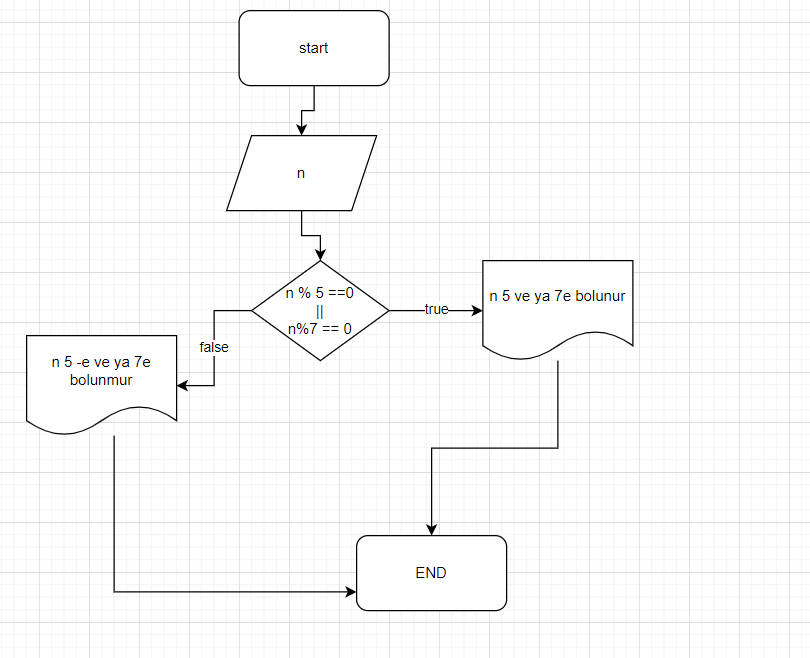 start
n
n % 5 ==0
||
n%7 == 0
true
n 5 ve ya 7e bolunur
false
n 5 -e ve ya 7e
bolunmur
END